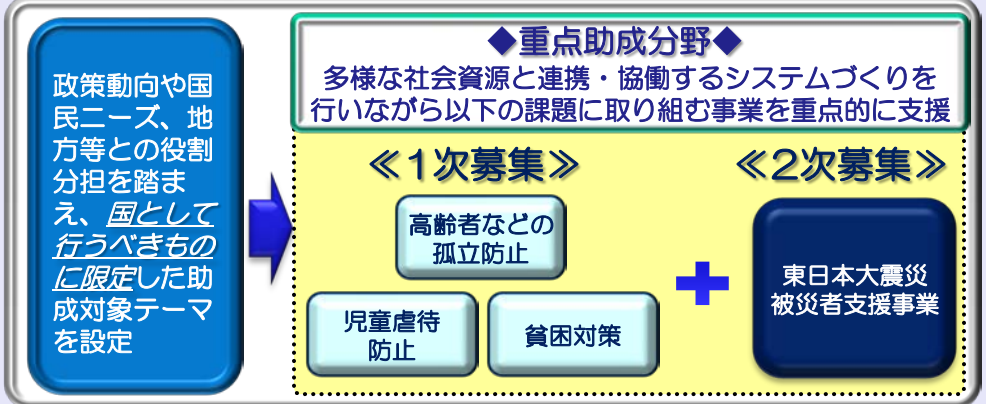 政策動向や国
民ニーズ、地
方等との役割
分担を踏ま
え、国として
行うべきもの
に限定した助
成対象テーマ
を設定
◆重点助成分野◆
多様な社会資源と連携・協働するシステムづくりを
行いながら以下の課題に取り組む事業を重点的に支援
≪１次募集≫
高齢者などの
孤立防止
児童虐待
防止
貧困対策
≪２次募集≫
東日本大震災
被災者支援事業